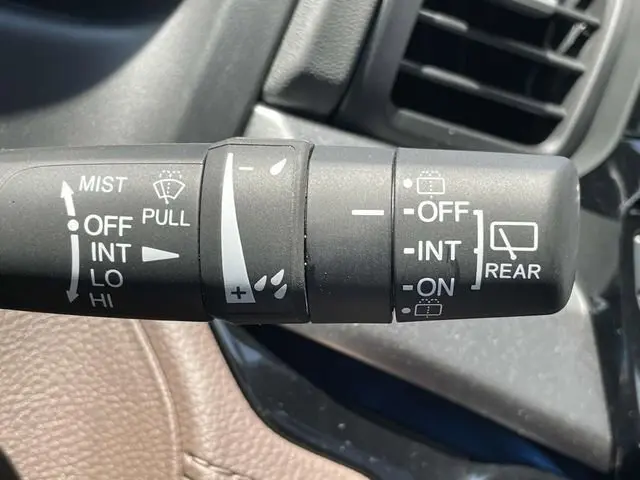 MIST
OFF
INT
LO
HI
PULL
-
+
-OFF
-INT
-ON
REAR